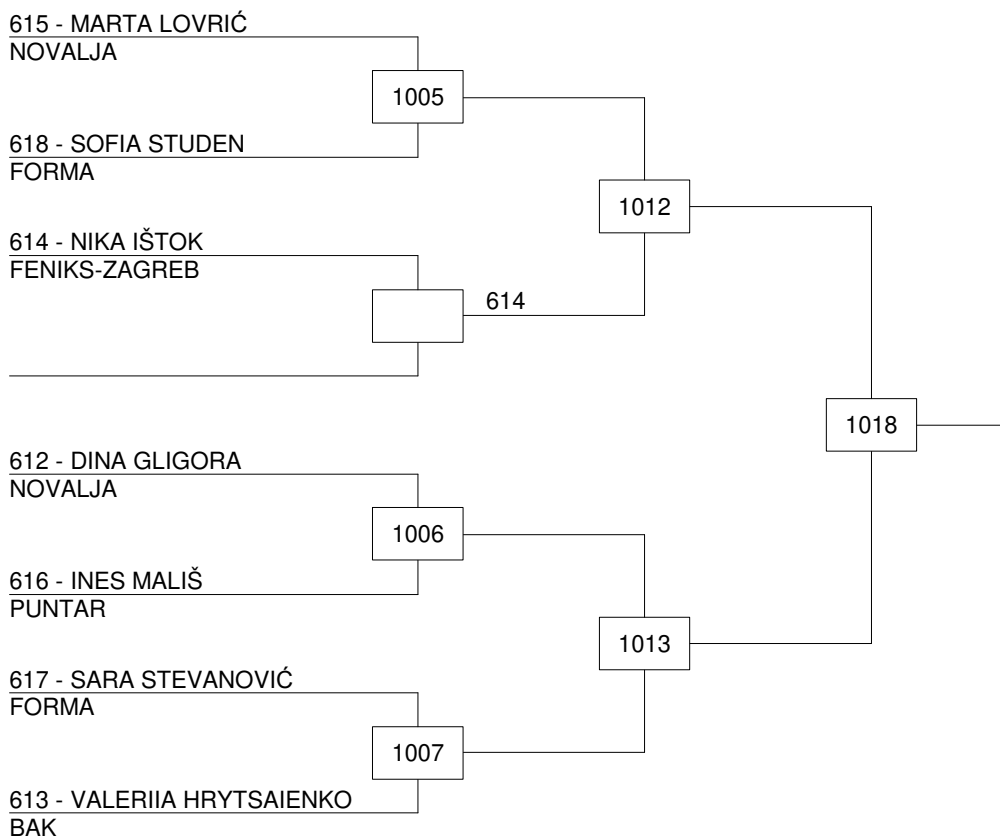 615 - MARTA LOVRIĆ
NOVALJA
1005
618 - SOFIA STUDEN
FORMA
1012
614 - NIKA IŠTOK
FENIKS-ZAGREB
614
1018
612 - DINA GLIGORA
NOVALJA
1006
616 - INES MALIŠ
PUNTAR
1013
617 - SARA STEVANOVIĆ
FORMA
1007
613 - VALERIIA HRYTSAIENKO
BAK